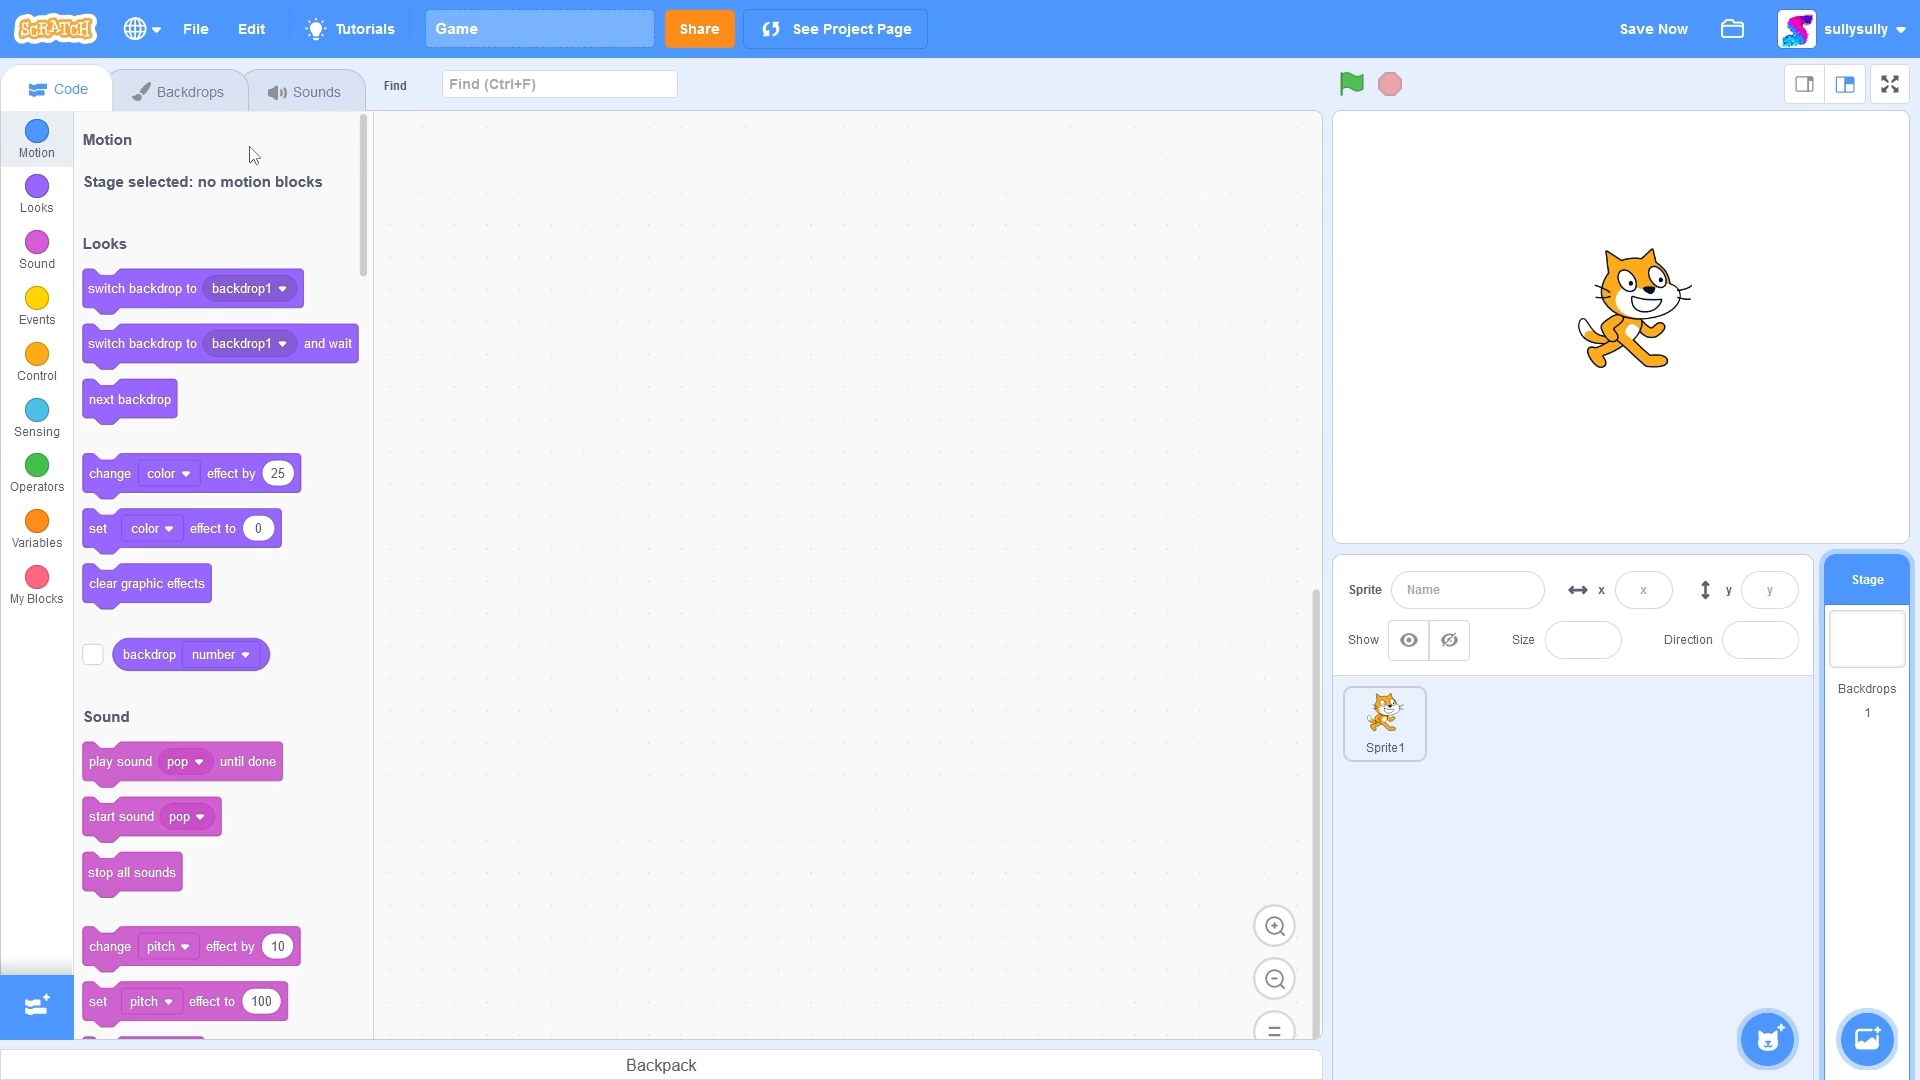 SCRATCH File Edit Tutorials Game Share See Project Page Save Now sullysully
Code Backdrops Sounds Find Find (Ctrl+F)
Motion
Looks
Sound
Events
Control
Sensing
Operators
Variables
My Blocks
Motion
Stage selected: no motion blocks
Looks
switch backdrop to backdrop1
switch backdrop to backdrop1 and wait
next backdrop
change color effect by 25
set color effect to 0
clear graphic effects
backdrop number
Sound
play sound pop until done
start sound pop
stop all sounds
change pitch effect by 10
set pitch effect to 100
Backpack
Sprite Name x x y y
Show Size Direction
Sprite1
Stage
Backdrops
1